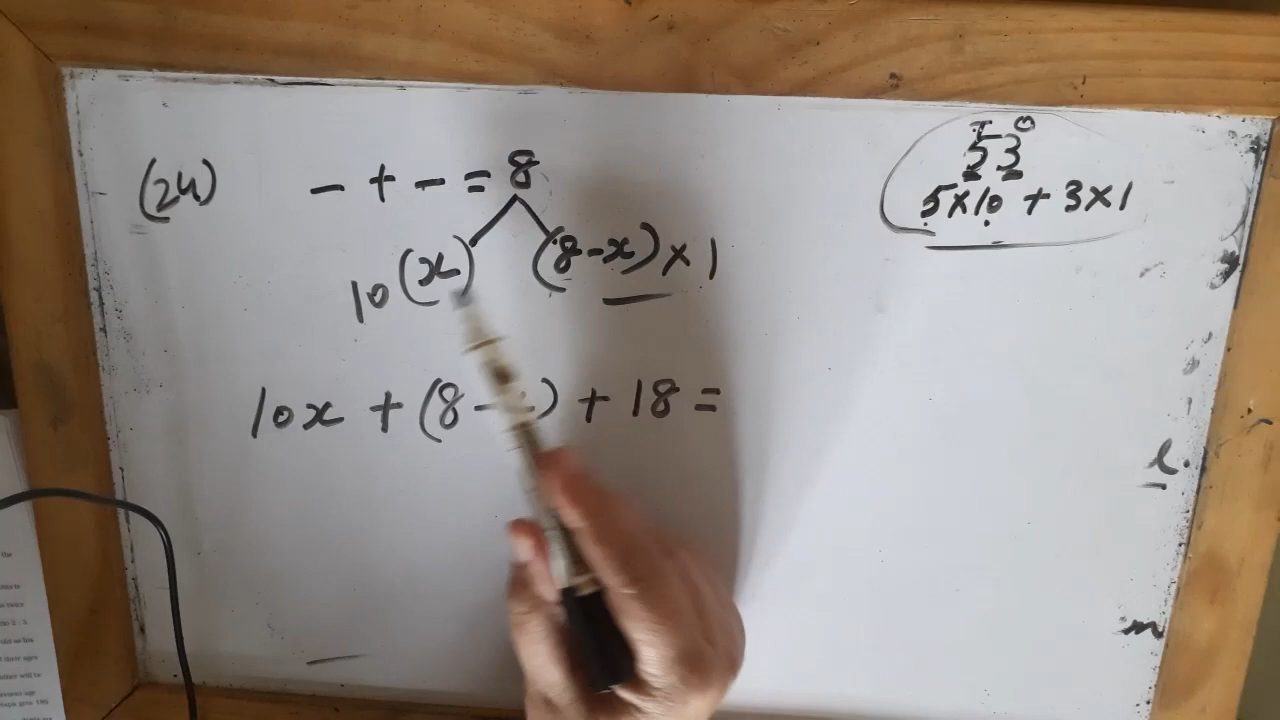 (24) – + – = 8
10(x) (8-x)×1
10x + (8 - ) + 18 =
T O
53
5×10 + 3×1
l
m